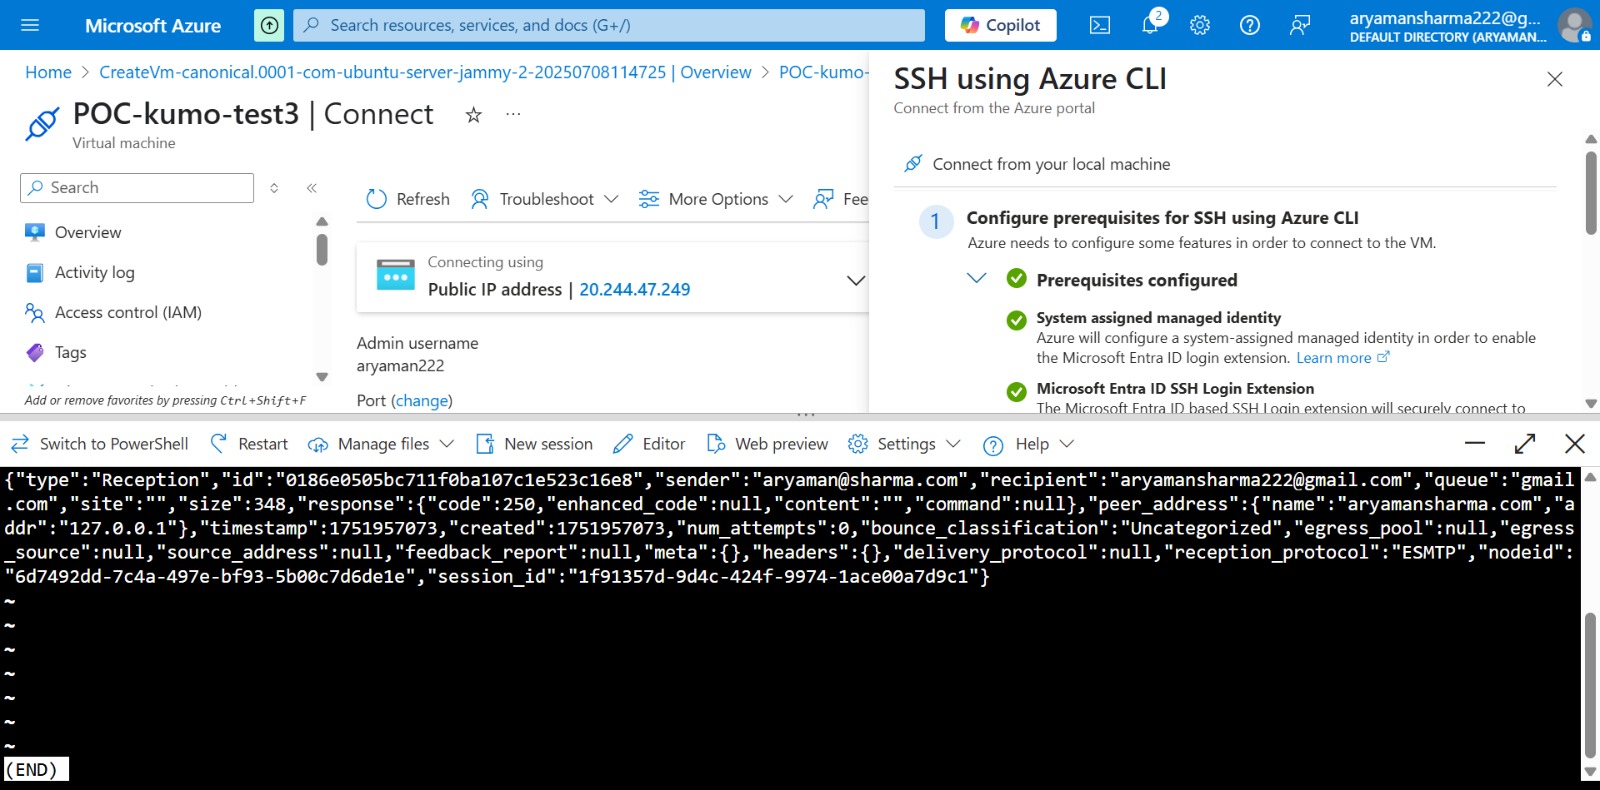 Microsoft Azure
Search resources, services, and docs (G+/)
Copilot
2
aryamansharma222@g...
DEFAULT DIRECTORY (ARYAMAN...
Home > CreateVm-canonical.0001-com-ubuntu-server-jammy-2-20250708114725 | Overview > POC-kumo-
POC-kumo-test3 | Connect
Virtual machine
Search
Overview
Activity log
Access control (IAM)
Tags
Add or remove favorites by pressing Ctrl+Shift+F
Refresh
Troubleshoot
More Options
Fee
Connecting using
Public IP address | 20.244.47.249
Admin username
aryaman222
Port (change)
SSH using Azure CLI
Connect from the Azure portal
Connect from your local machine
1
Configure prerequisites for SSH using Azure CLI
Azure needs to configure some features in order to connect to the VM.
Prerequisites configured
System assigned managed identity
Azure will configure a system-assigned managed identity in order to enable
the Microsoft Entra ID login extension. Learn more
Microsoft Entra ID SSH Login Extension
The Microsoft Entra ID based SSH Login extension will securely connect to
Switch to PowerShell
Restart
Manage files
New session
Editor
Web preview
Settings
Help
{"type":"Reception","id":"0186e0505bc711f0ba107c1e523c16e8","sender":"aryaman@sharma.com","recipient":"aryamansharma222@gmail.com","queue":"gmail
.com","site":"","size":348,"response":{"code":250,"enhanced_code":null,"content":"","command":null},"peer_address":{"name":"aryamansharma.com","a
ddr":"127.0.0.1"},"timestamp":1751957073,"created":1751957073,"num_attempts":0,"bounce_classification":"Uncategorized","egress_pool":null,"egress
_source":null,"source_address":null,"feedback_report":null,"meta":{},"headers":{},"delivery_protocol":null,"reception_protocol":"ESMTP","nodeid":
"6d7492dd-7c4a-497e-bf93-5b00c7d6de1e","session_id":"1f91357d-9d4c-424f-9974-1ace00a7d9c1"}
~
~
~
~
~
~
~
(END)